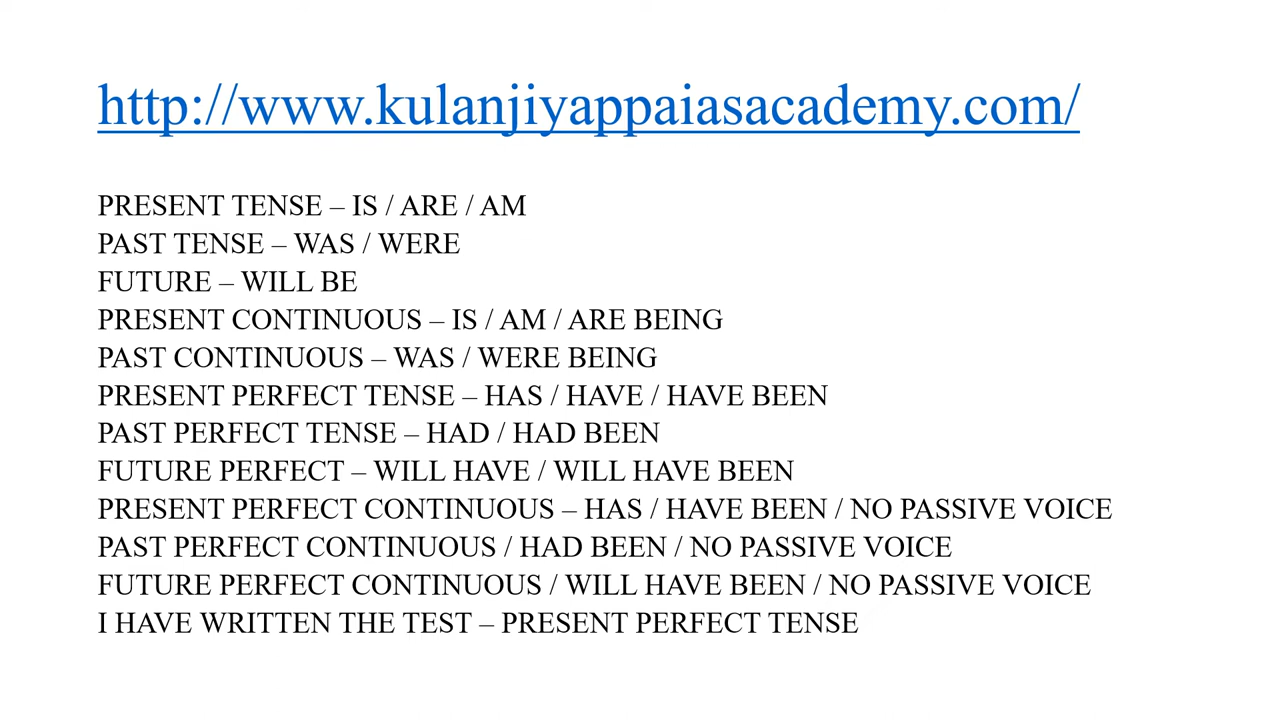 http://www.kulanjiyappaiasacademy.com/
PRESENT TENSE – IS / ARE / AM
PAST TENSE – WAS / WERE
FUTURE – WILL BE
PRESENT CONTINUOUS – IS / AM / ARE BEING
PAST CONTINUOUS – WAS / WERE BEING
PRESENT PERFECT TENSE – HAS / HAVE / HAVE BEEN
PAST PERFECT TENSE – HAD / HAD BEEN
FUTURE PERFECT – WILL HAVE / WILL HAVE BEEN
PRESENT PERFECT CONTINUOUS – HAS / HAVE BEEN / NO PASSIVE VOICE
PAST PERFECT CONTINUOUS / HAD BEEN / NO PASSIVE VOICE
FUTURE PERFECT CONTINUOUS / WILL HAVE BEEN / NO PASSIVE VOICE
I HAVE WRITTEN THE TEST – PRESENT PERFECT TENSE